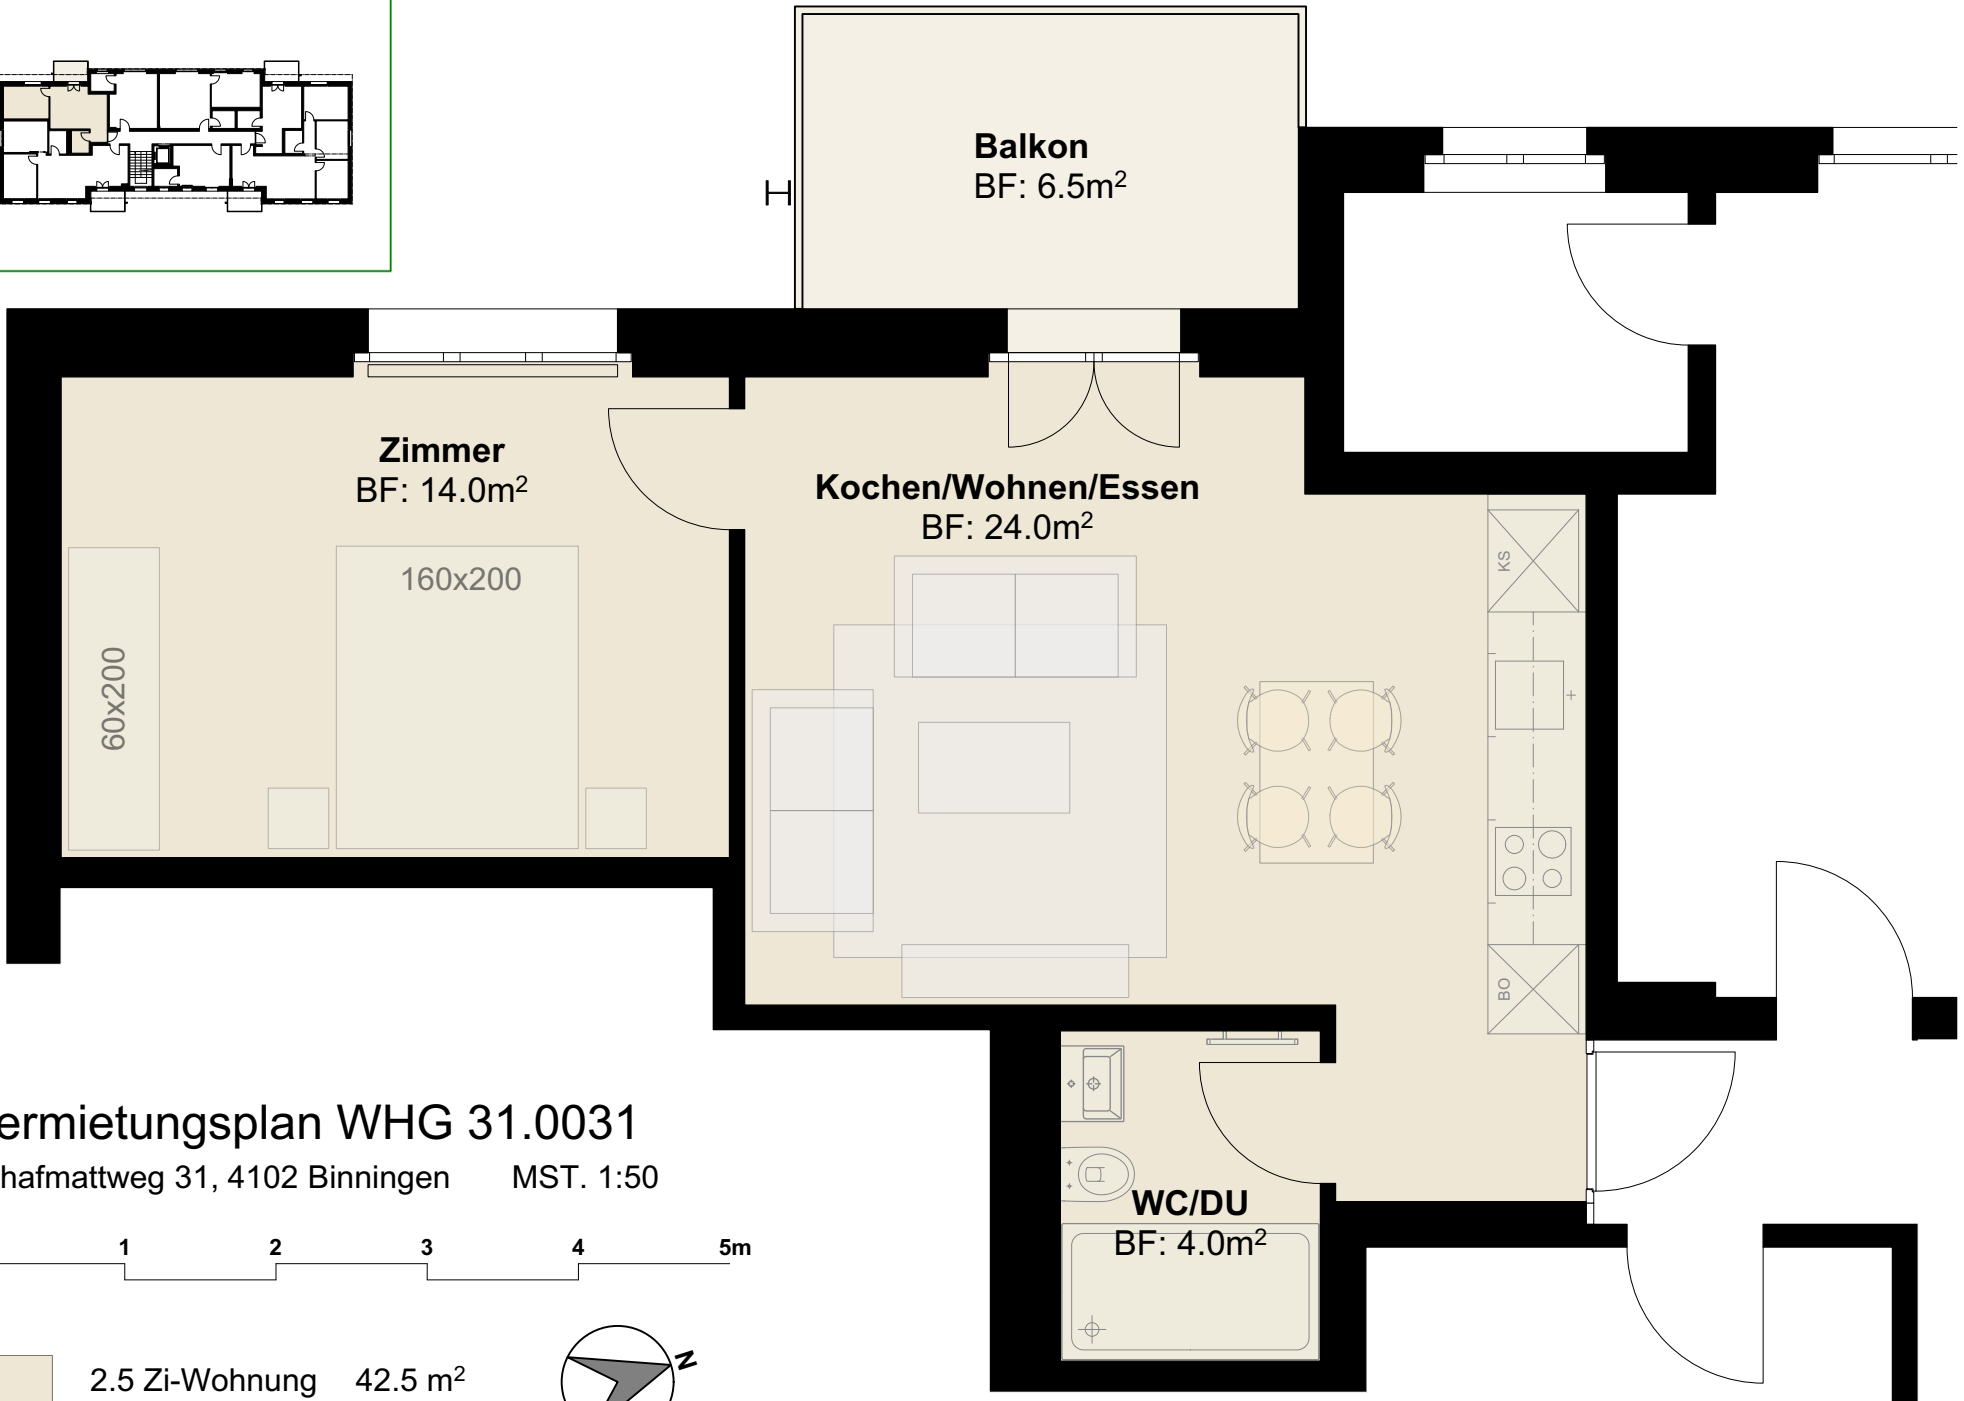 Balkon
BF: 6.5m²
Zimmer
BF: 14.0m²
Kochen/Wohnen/Essen
BF: 24.0m²
160x200
60x200
KS
BO
WC/DU
BF: 4.0m²
ermietungsplan WHG 31.0031
hafmattweg 31, 4102 Binningen MST. 1:50
1 2 3 4 5m
N
2.5 Zi-Wohnung 42.5 m²